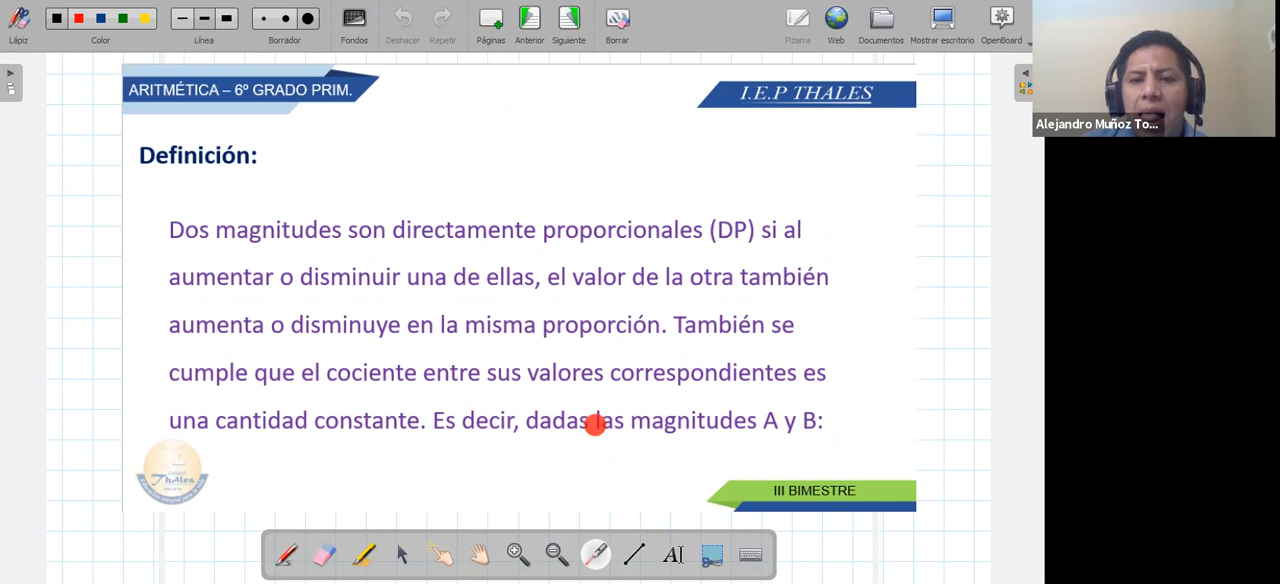 Lápiz
Color
Línea
Borrador
Fondos
Deshacer
Repetir
Páginas
Anterior
Siguiente
Borrar
Pizarra
Web
Documentos
Mostrar escritorio
OpenBoard
Alejandro Muñoz To...
ARITMÉTICA – 6º GRADO PRIM.
I.E.P THALES
Definición:
Dos magnitudes son directamente proporcionales (DP) si al
aumentar o disminuir una de ellas, el valor de la otra también
aumenta o disminuye en la misma proporción. También se
cumple que el cociente entre sus valores correspondientes es
una cantidad constante. Es decir, dadas las magnitudes A y B:
Thales
III BIMESTRE
AI